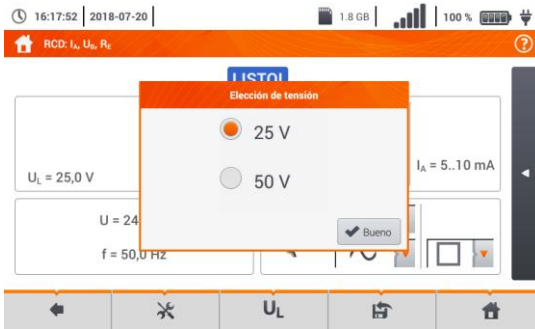 16:17:52 2018-07-20 1.8 GB 100 %
RCD: IA, UB, RE
?
LISTO!
Elección de tensión
25 V
50 V
UL = 25,0 V
IA = 5..10 mA
Bueno
U = 24
f = 50,0 Hz
UL